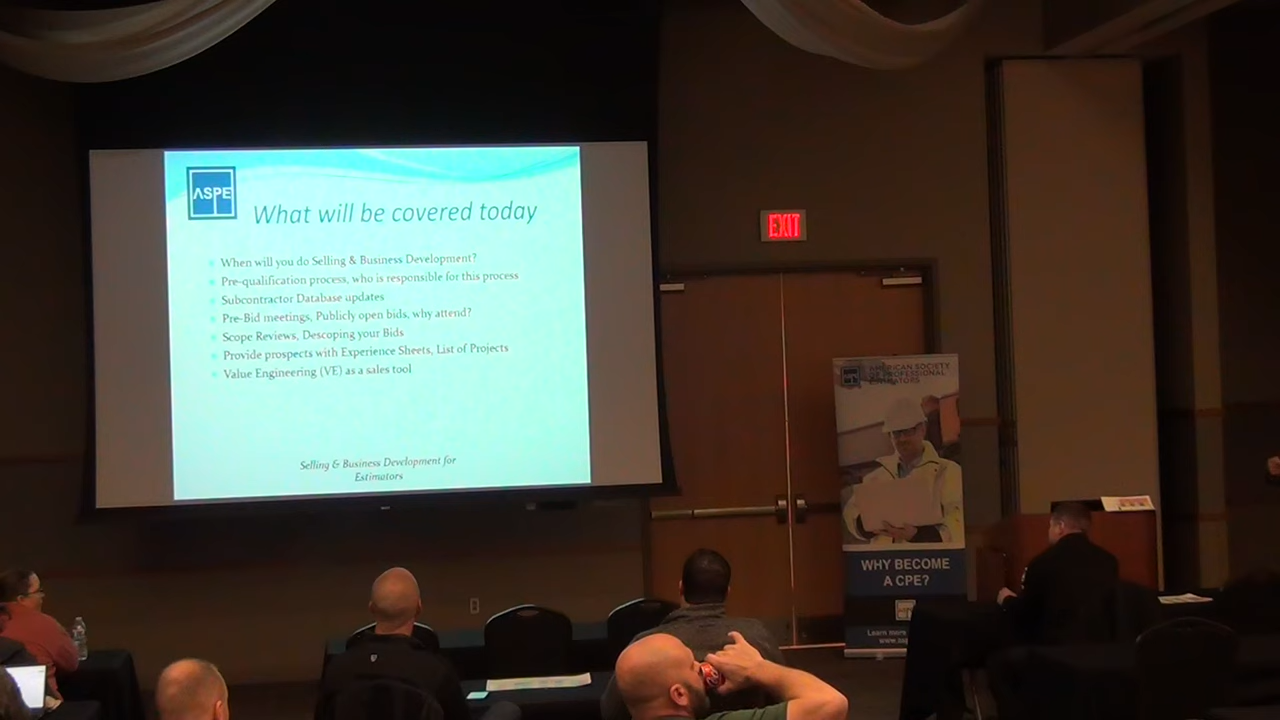 ASPE
What will be covered today
When will you do Selling & Business Development?
Pre-qualification process, who is responsible for this process
Subcontractor Database updates
Pre-Bid meetings, Publicly open bids, why attend?
Scope Reviews, Descoping your Bids
Provide prospects with Experience Sheets, List of Projects
Value Engineering (VE) as a sales tool
Selling & Business Development for
Estimators
EXIT
AMERICAN SOCIETY
OF PROFESSIONAL
ESTIMATORS
WHY BECOME
A CPE?
Learn more